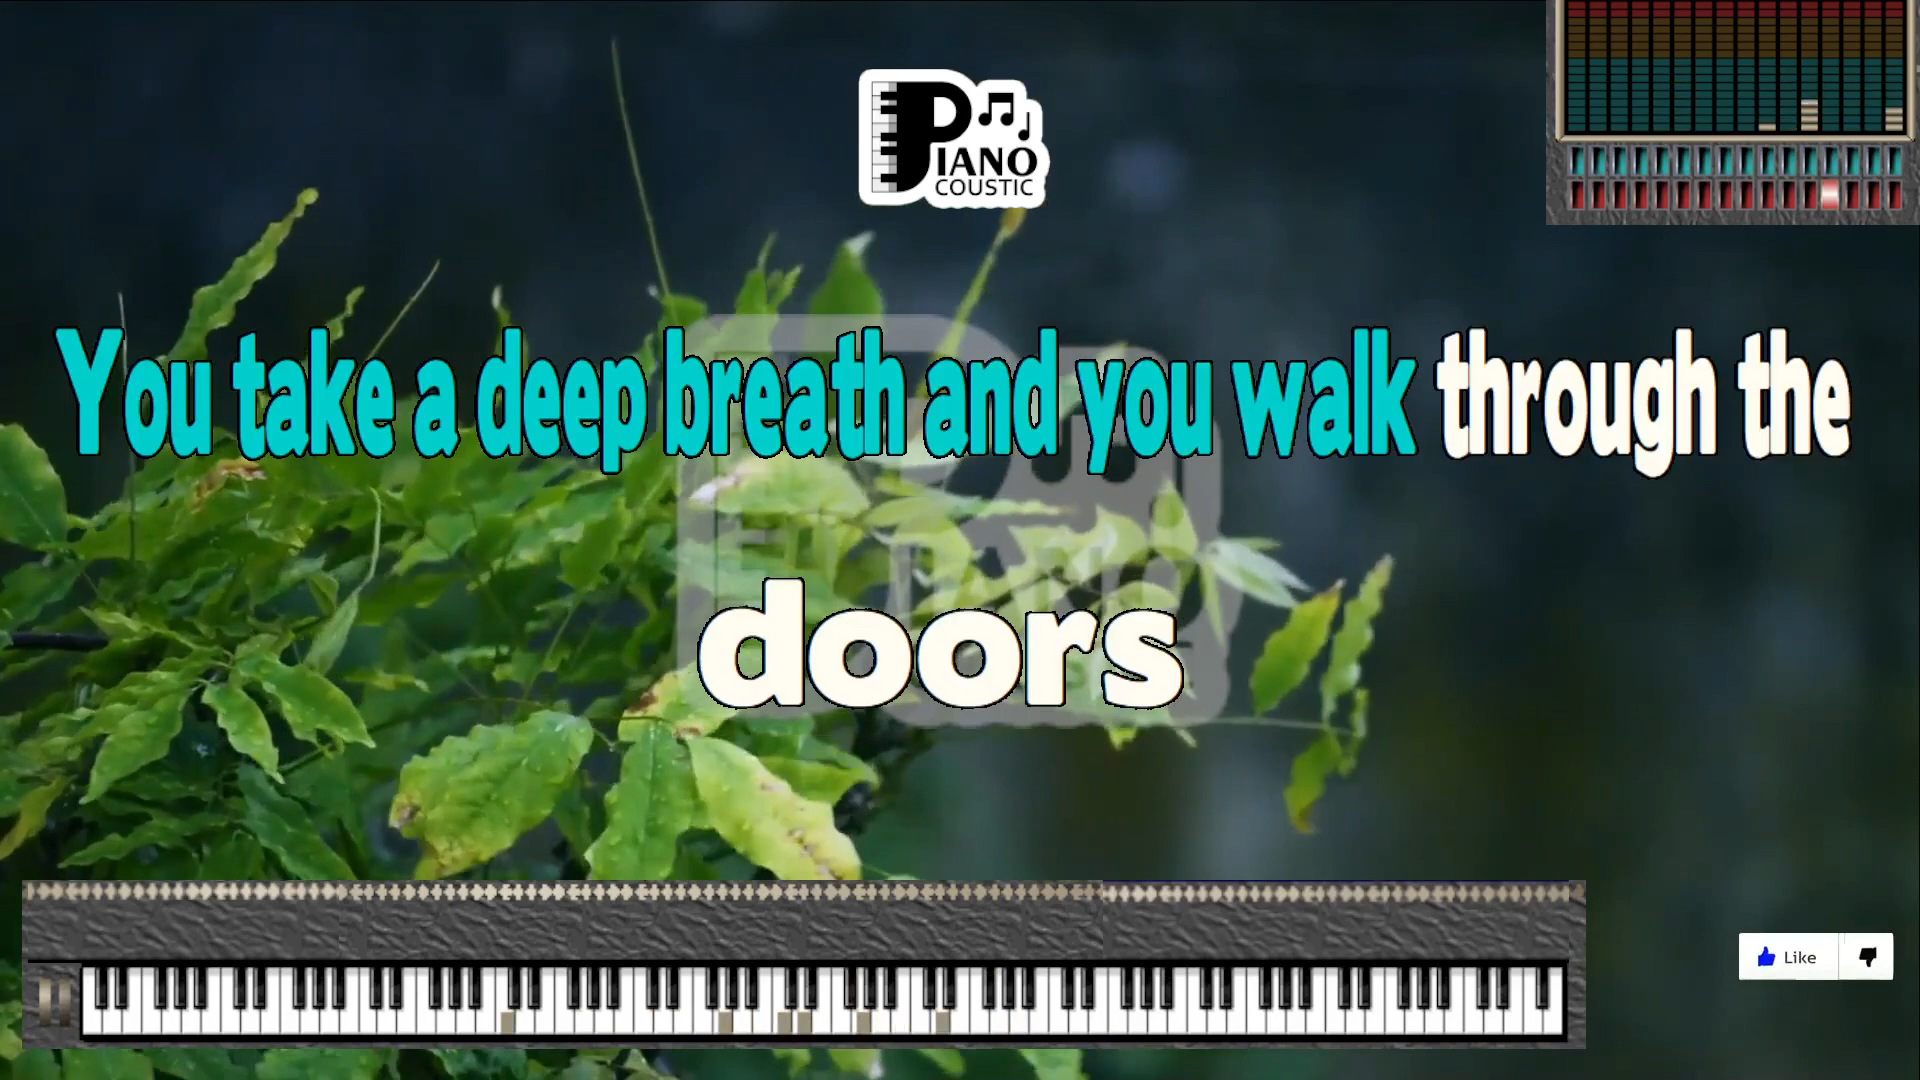 PIANO
COUSTIC
You take a deep breath and you walk through the
doors
Like